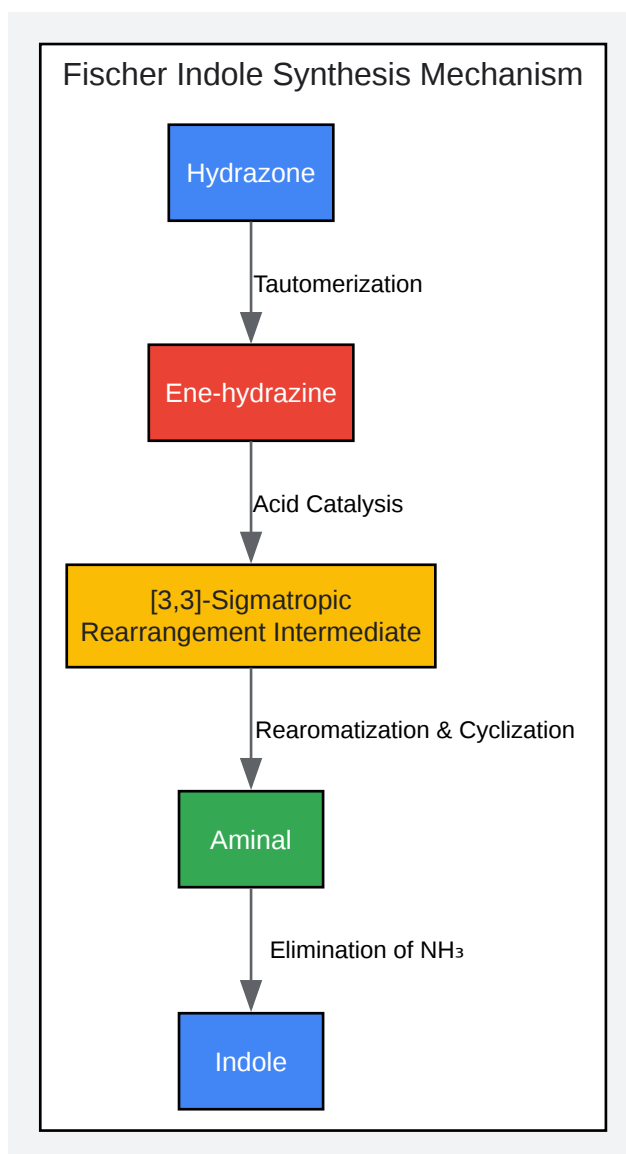 Fischer Indole Synthesis Mechanism
Hydrazone
Tautomerization
Ene-hydrazine
Acid Catalysis
[3,3]-Sigmatropic
Rearrangement Intermediate
Rearomatization & Cyclization
Aminal
Elimination of NH₃
Indole